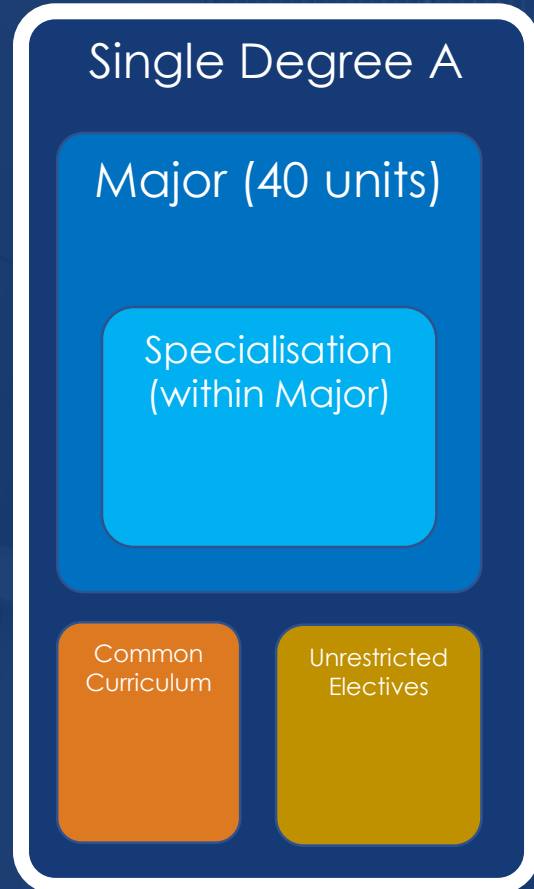 Single Degree A
Major (40 units)
Specialisation
(within Major)
Common
Curriculum
Unrestricted
Electives